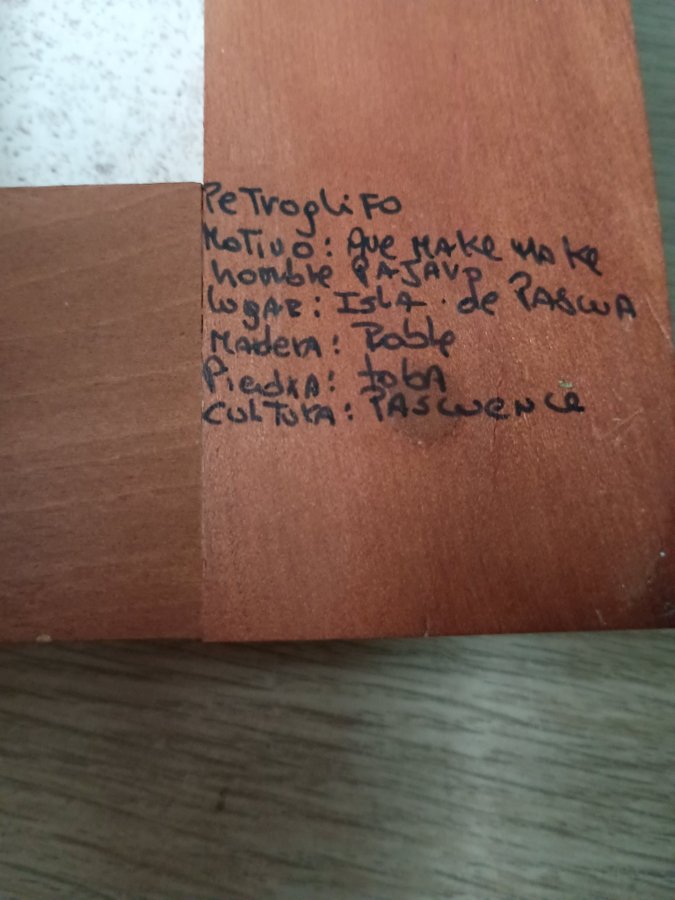 Petroglifo
Motivo: Ave Make Make
hombre PAJARO
lugar: Isla de PASCUA
Madera: Roble
Piedra: toba
Cultura: PASCUENCE